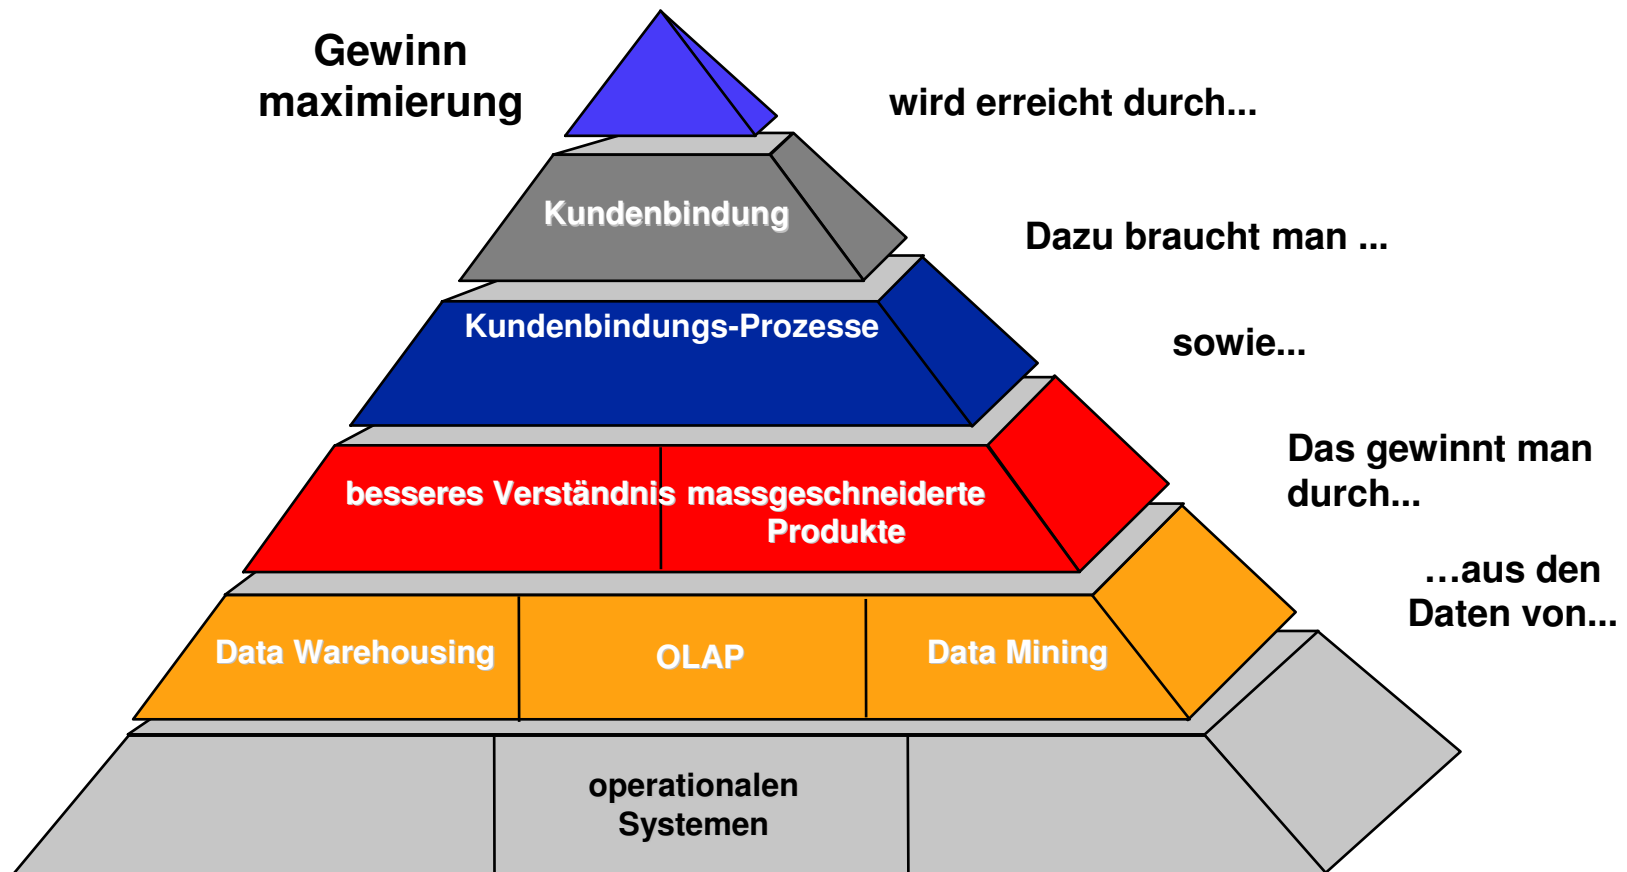 Gewinn
maximierung
wird erreicht durch...
Kundenbindung
Dazu braucht man ...
Kundenbindungs-Prozesse
sowie...
besseres Verständnis
massgeschneiderte
Produkte
Das gewinnt man
durch...
Data Warehousing
OLAP
Data Mining
...aus den
Daten von...
operationalen
Systemen